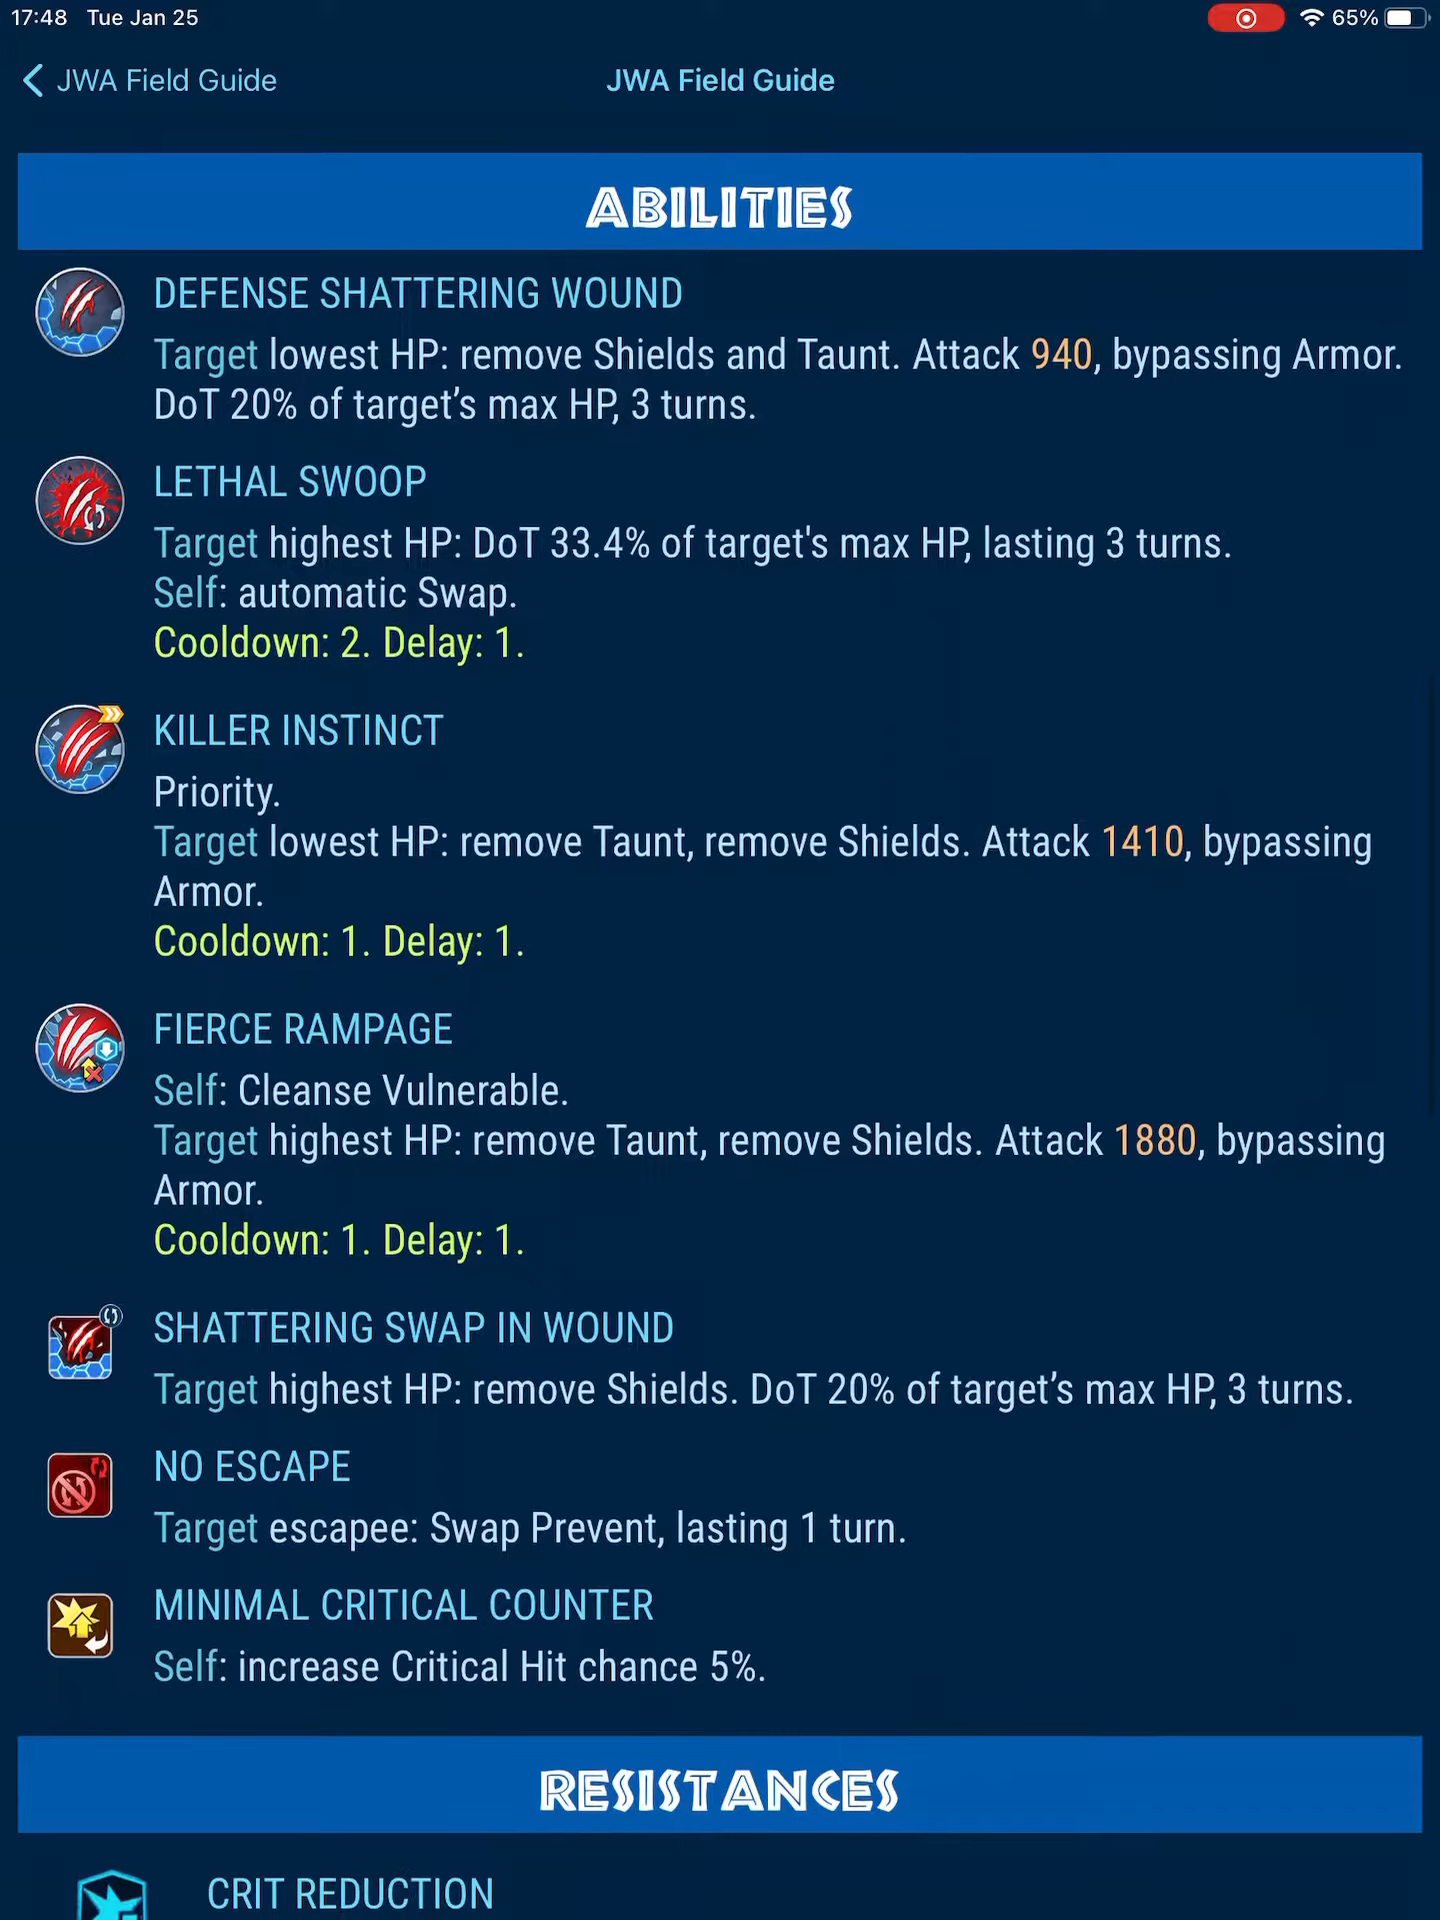 17:48 Tue Jan 25
65%
JWA Field Guide
JWA Field Guide
ABILITIES
DEFENSE SHATTERING WOUND
Target lowest HP: remove Shields and Taunt. Attack 940, bypassing Armor.
DoT 20% of target’s max HP, 3 turns.
LETHAL SWOOP
Target highest HP: DoT 33.4% of target's max HP, lasting 3 turns.
Self: automatic Swap.
Cooldown: 2. Delay: 1.
KILLER INSTINCT
Priority.
Target lowest HP: remove Taunt, remove Shields. Attack 1410, bypassing
Armor.
Cooldown: 1. Delay: 1.
FIERCE RAMPAGE
Self: Cleanse Vulnerable.
Target highest HP: remove Taunt, remove Shields. Attack 1880, bypassing
Armor.
Cooldown: 1. Delay: 1.
SHATTERING SWAP IN WOUND
Target highest HP: remove Shields. DoT 20% of target’s max HP, 3 turns.
NO ESCAPE
Target escapee: Swap Prevent, lasting 1 turn.
MINIMAL CRITICAL COUNTER
Self: increase Critical Hit chance 5%.
RESISTANCES
CRIT REDUCTION